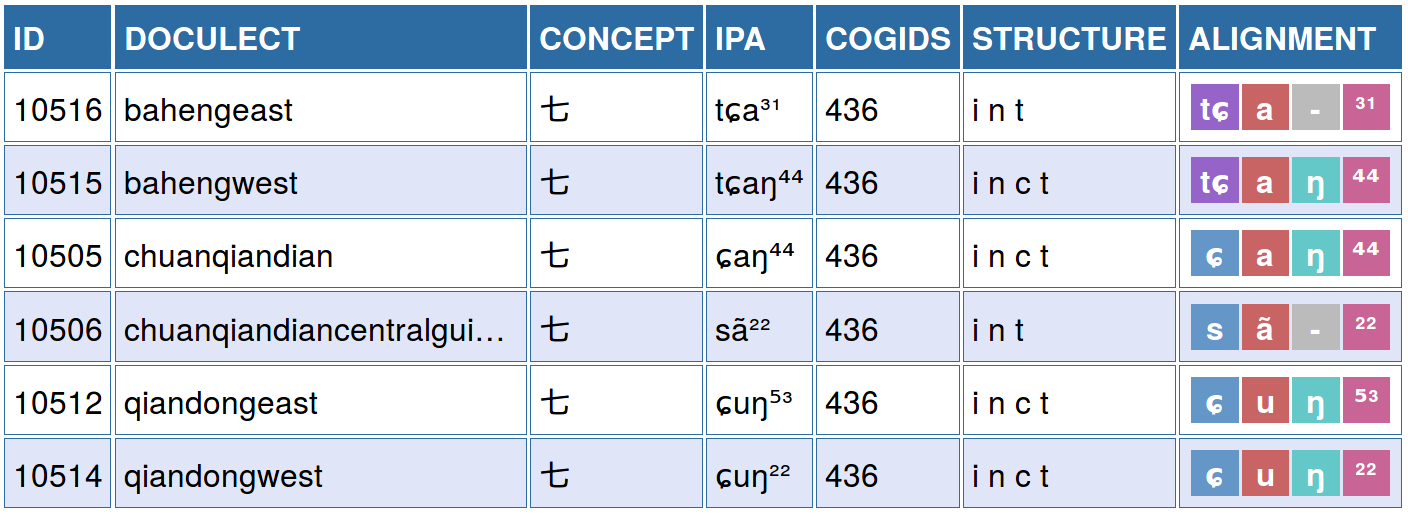 ID DOCULECT CONCEPT IPA COGIDS STRUCTURE ALIGNMENT
10516 bahengeast 七 tɕa³¹ 436 i n t tɕ a - ³¹
10515 bahengwest 七 tɕaŋ⁴⁴ 436 i n c t tɕ a ŋ ⁴⁴
10505 chuanqiandian 七 ɕaŋ⁴⁴ 436 i n c t ɕ a ŋ ⁴⁴
10506 chuanqiandiancentralgui… 七 sã²² 436 i n t s ã - ²²
10512 qiandongeast 七 ɕuŋ⁵³ 436 i n c t ɕ u ŋ ⁵³
10514 qiandongwest 七 ɕuŋ²² 436 i n c t ɕ u ŋ ²²